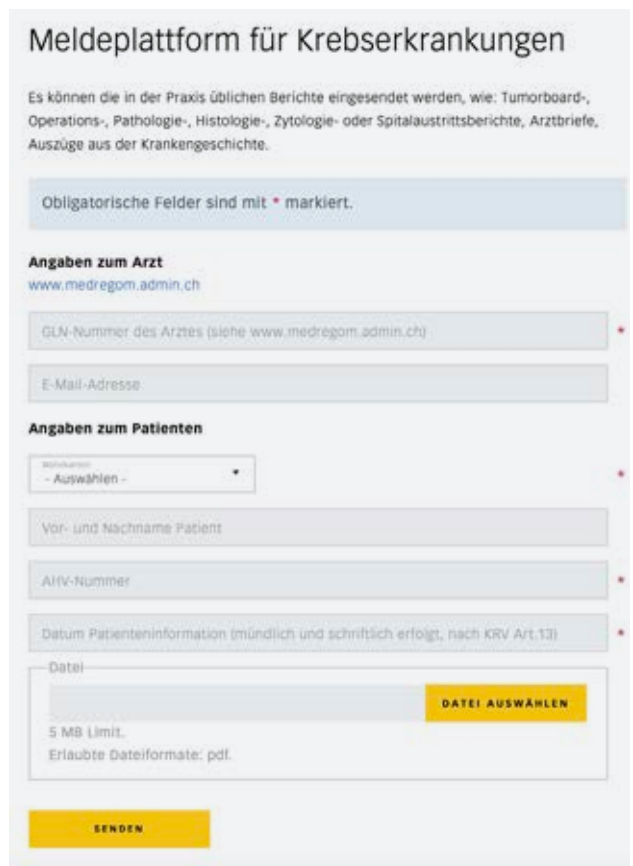 Meldeplattform für Krebserkrankungen
Es können die in der Praxis üblichen Berichte eingesendet werden, wie: Tumorboard-,
Operations-, Pathologie-, Histologie-, Zytologie- oder Spitalaustrittsberichte, Arztbriefe,
Auszüge aus der Krankengeschichte.
Obligatorische Felder sind mit * markiert.
Angaben zum Arzt
www.medregom.admin.ch
GLN-Nummer des Arztes (siehe www.medregom.admin.ch) *
E-Mail-Adresse
Angaben zum Patienten
- Auswählen - *
Vor- und Nachname Patient
AHV-Nummer *
Datum Patienteninformation (mündlich und schriftlich erfolgt, nach KRV Art.13) *
Datei
DATEI AUSWÄHLEN
5 MB Limit.
Erlaubte Dateiformate: pdf.
SENDEN